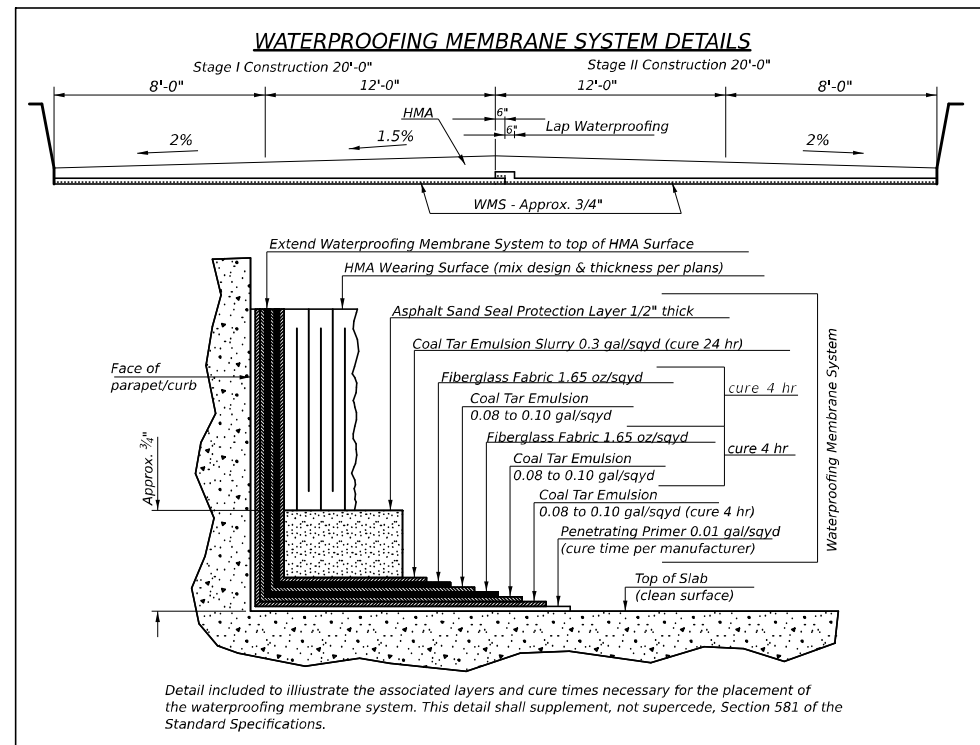 WATERPROOFING MEMBRANE SYSTEM DETAILS
Stage I Construction 20'-0"
Stage II Construction 20'-0"
8'-0"
12'-0"
12'-0"
8'-0"
HMA
6"
6"
Lap Waterproofing
2%
1.5%
2%
WMS - Approx. 3/4"
Extend Waterproofing Membrane System to top of HMA Surface
HMA Wearing Surface (mix design & thickness per plans)
Asphalt Sand Seal Protection Layer 1/2" thick
Coal Tar Emulsion Slurry 0.3 gal/sqyd (cure 24 hr)
Face of
parapet/curb
Fiberglass Fabric 1.65 oz/sqyd
cure 4 hr
Coal Tar Emulsion
0.08 to 0.10 gal/sqyd
Fiberglass Fabric 1.65 oz/sqyd
cure 4 hr
Coal Tar Emulsion
0.08 to 0.10 gal/sqyd
Coal Tar Emulsion
0.08 to 0.10 gal/sqyd (cure 4 hr)
Penetrating Primer 0.01 gal/sqyd
(cure time per manufacturer)
Waterproofing Membrane System
Approx. ¾"
Top of Slab
(clean surface)
Detail included to illiustrate the associated layers and cure times necessary for the placement of
the waterproofing membrane system. This detail shall supplement, not supercede, Section 581 of the
Standard Specifications.